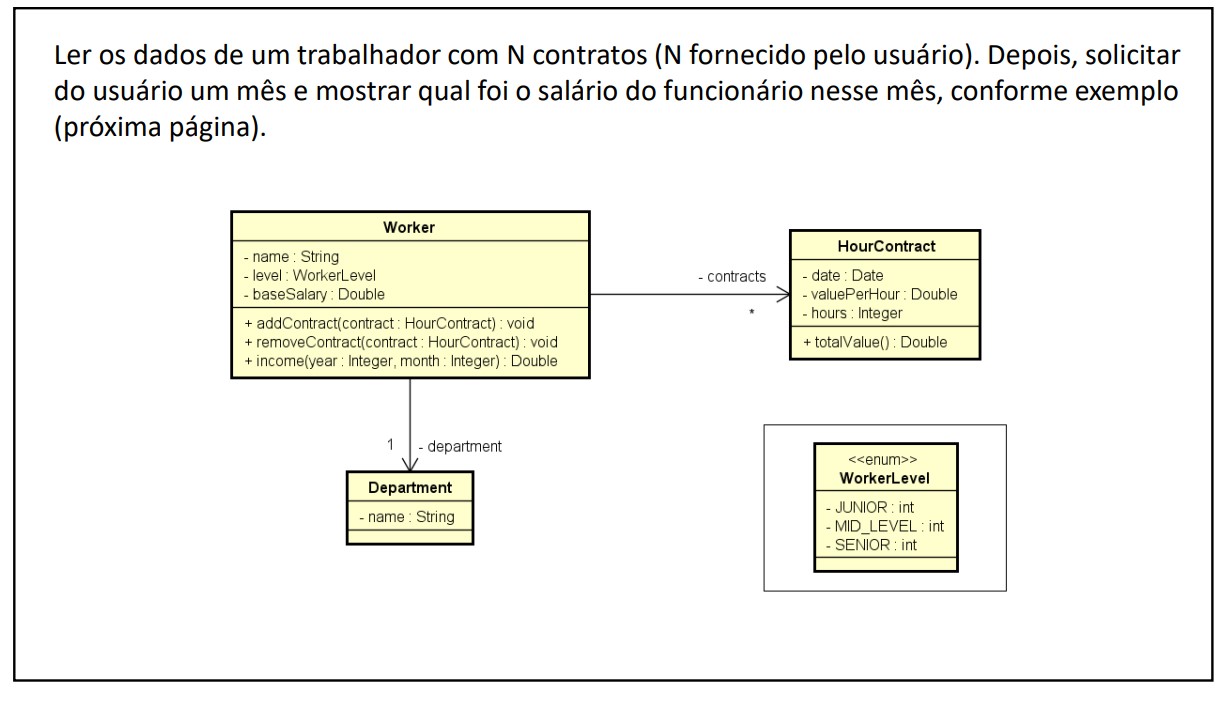 Ler os dados de um trabalhador com N contratos (N fornecido pelo usuário). Depois, solicitar
do usuário um mês e mostrar qual foi o salário do funcionário nesse mês, conforme exemplo
(próxima página).
Worker
- name : String
- level : WorkerLevel
- baseSalary : Double
+ addContract(contract : HourContract) : void
+ removeContract(contract : HourContract) : void
+ income(year : Integer, month : Integer) : Double
- contracts
*
HourContract
- date : Date
- valuePerHour : Double
- hours : Integer
+ totalValue() : Double
1
- department
Department
- name : String
<<enum>>
WorkerLevel
- JUNIOR : int
- MID_LEVEL : int
- SENIOR : int